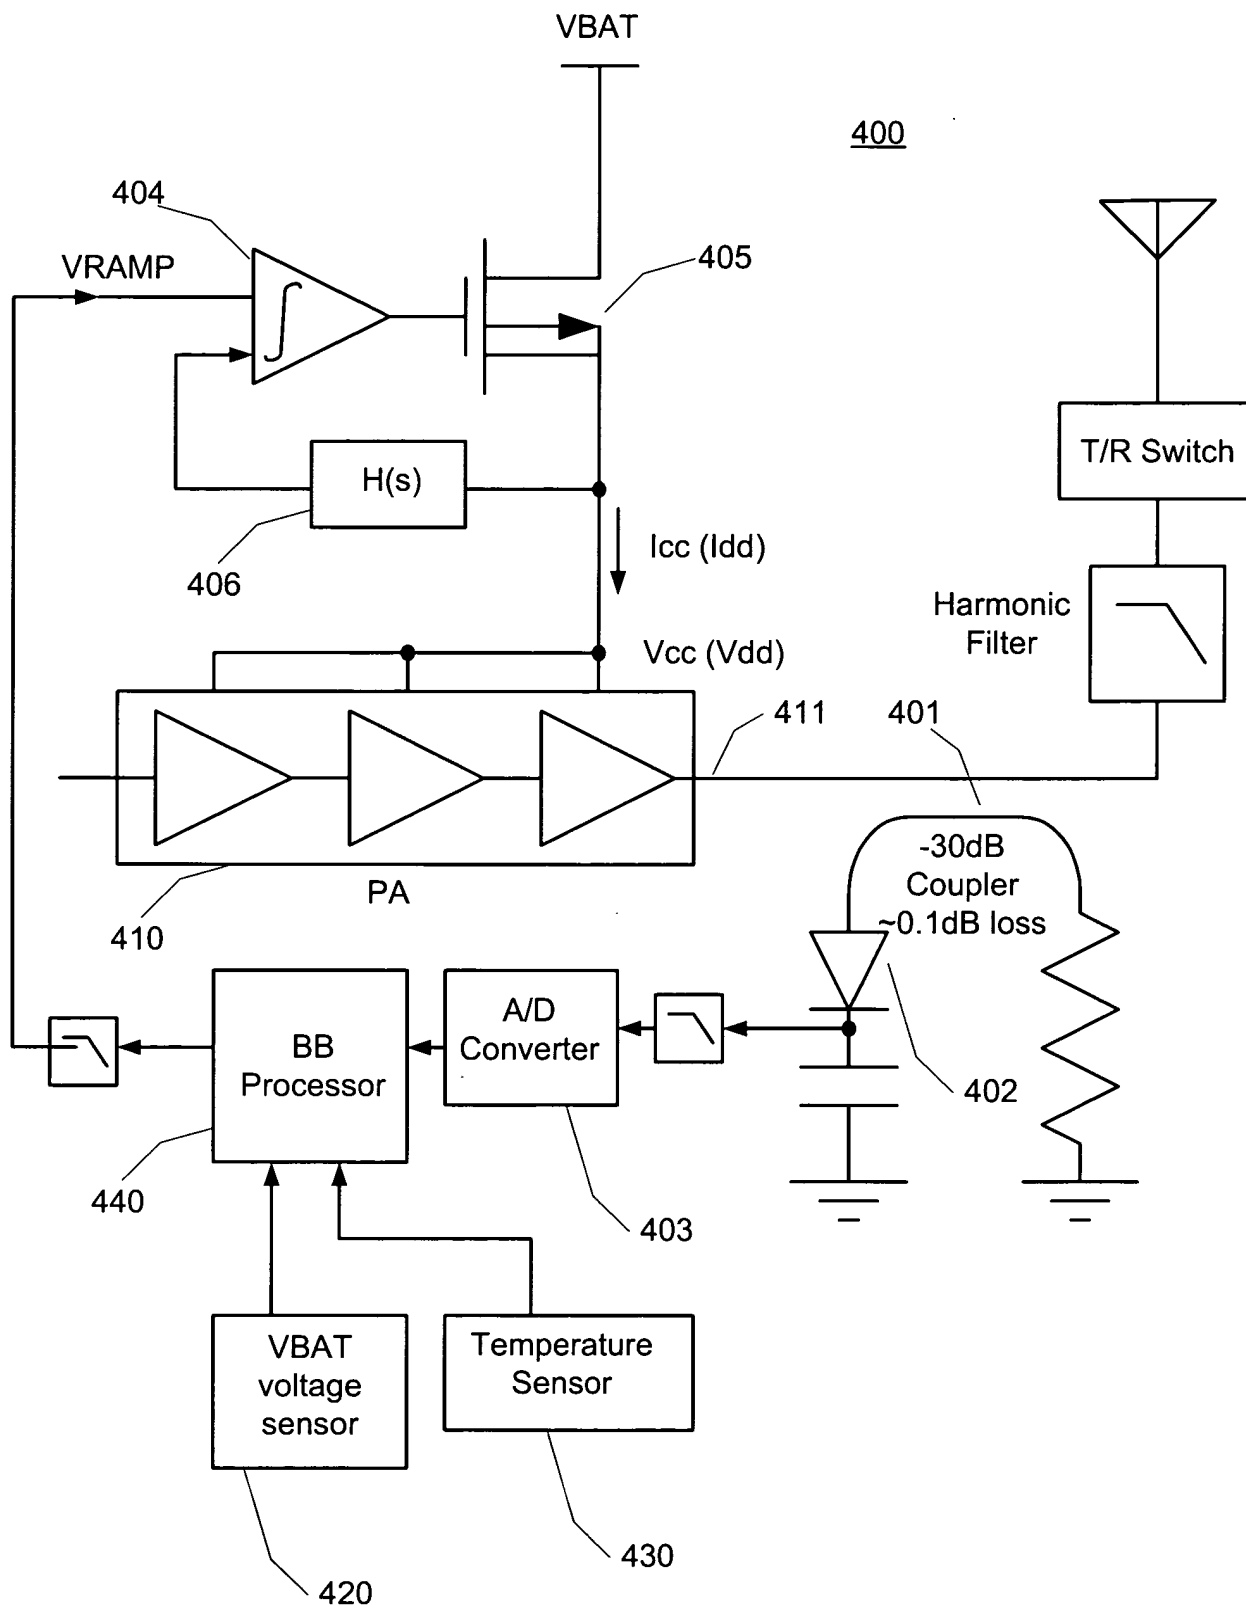 VBAT
400
404
VRAMP
405
T/R Switch
H(s)
Icc (Idd)
406
Harmonic
Filter
Vcc (Vdd)
411
401
-30dB
Coupler
~0.1dB loss
PA
410
BB
Processor
A/D
Converter
402
440
403
VBAT
voltage
sensor
Temperature
Sensor
430
420